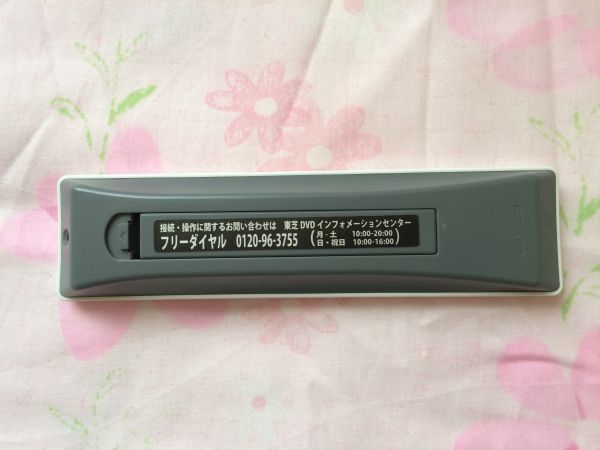 接続・操作に関するお問い合わせは 東芝 DVD インフォメーションセンター
フリーダイヤル 0120-96-3755 (月 - 土 10:00-20:00
日・祝日 10:00-16:00)